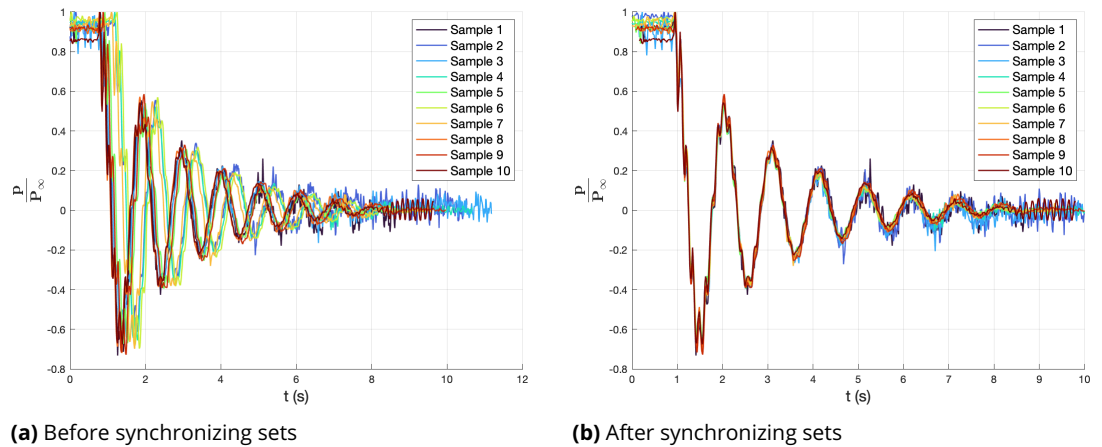 1
0.8
0.6
0.4
0.2
0
-0.2
-0.4
-0.6
-0.8
P
P∞
0 2 4 6 8 10 12
t (s)
Sample 1
Sample 2
Sample 3
Sample 4
Sample 5
Sample 6
Sample 7
Sample 8
Sample 9
Sample 10
(a) Before synchronizing sets
1
0.8
0.6
0.4
0.2
0
-0.2
-0.4
-0.6
-0.8
P
P∞
0 1 2 3 4 5 6 7 8 9 10
t (s)
Sample 1
Sample 2
Sample 3
Sample 4
Sample 5
Sample 6
Sample 7
Sample 8
Sample 9
Sample 10
(b) After synchronizing sets